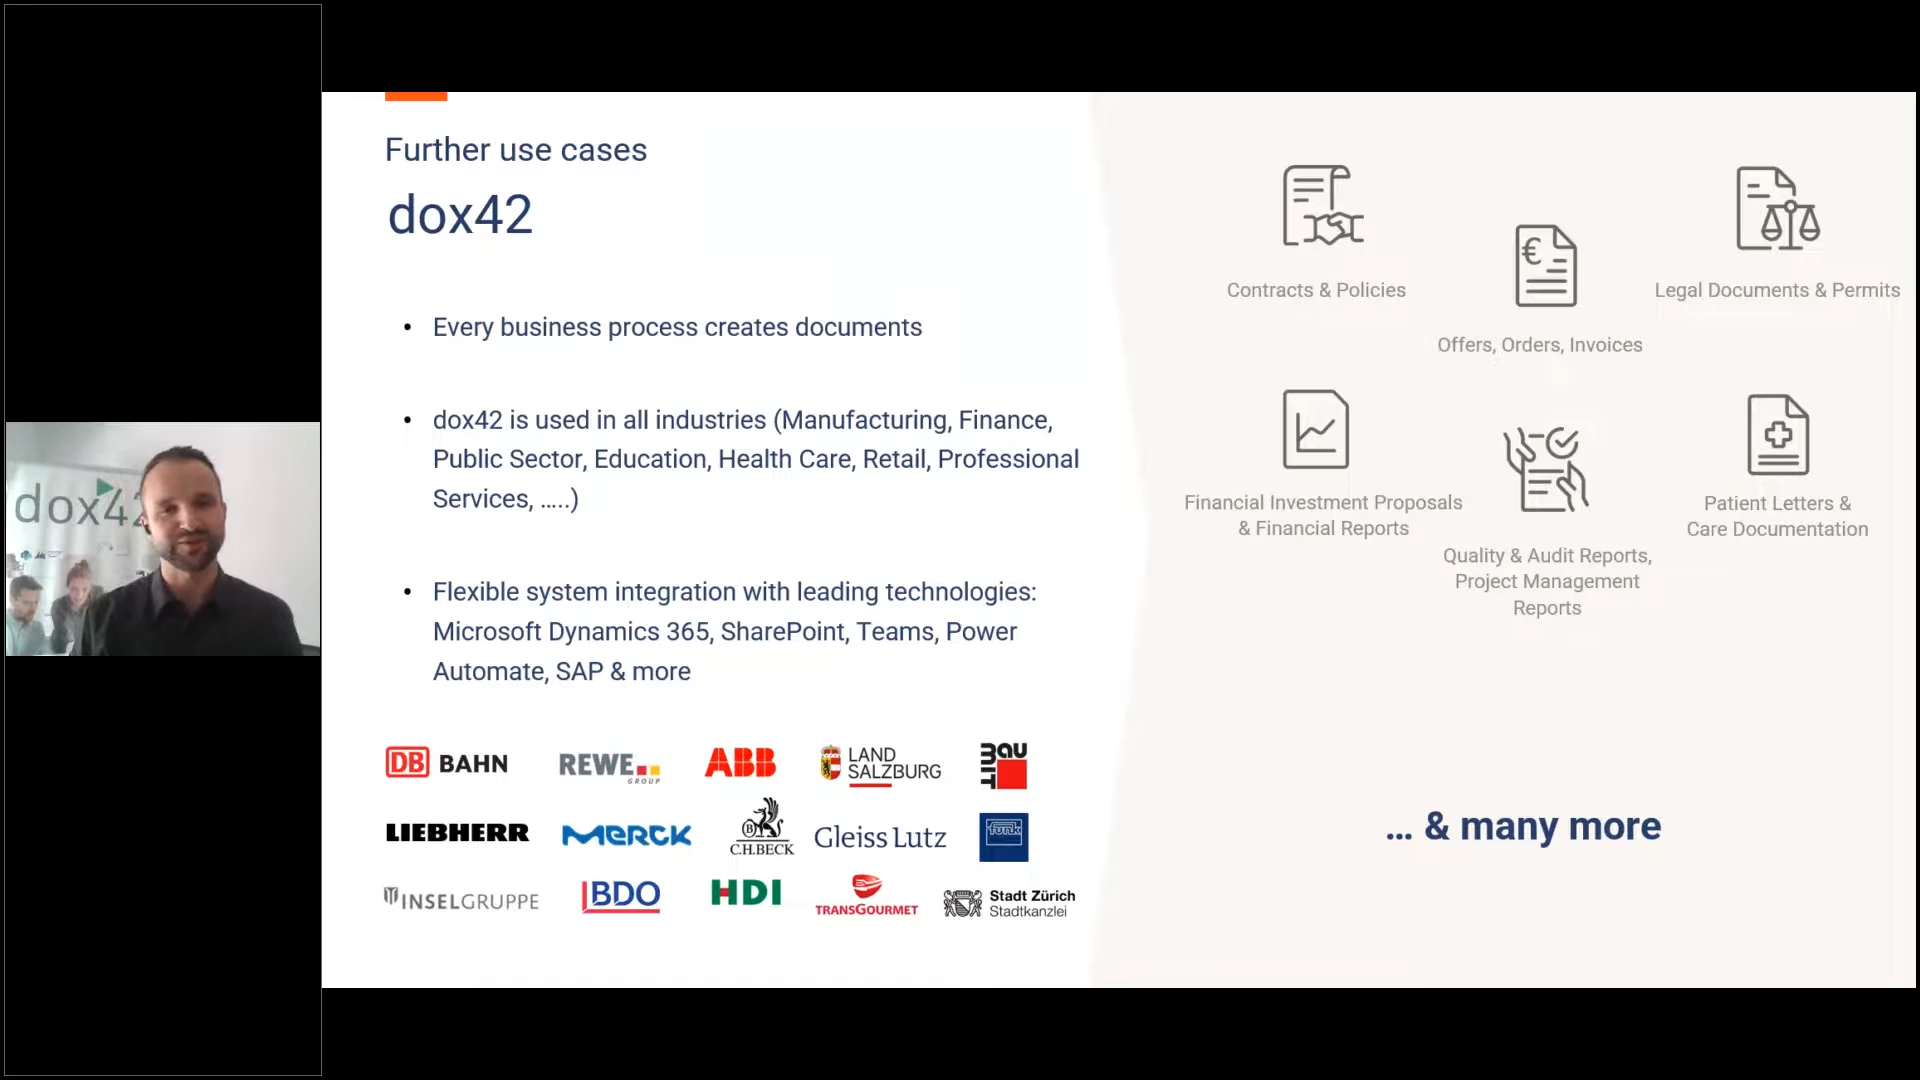 Further use cases
dox42
• Every business process creates documents
• dox42 is used in all industries (Manufacturing, Finance,
Public Sector, Education, Health Care, Retail, Professional
Services, …..)
• Flexible system integration with leading technologies:
Microsoft Dynamics 365, SharePoint, Teams, Power
Automate, SAP & more
DB BAHN
REWE GROUP
ABB
LAND
SALZBURG
BAUMIT
LIEBHERR
MERCK
C.H.BECK
Gleiss Lutz
funk
INSELGRUPPE
BDO
HDI
TRANSGOURMET
Stadt Zürich
Stadtkanzlei
Contracts & Policies
€
Offers, Orders, Invoices
Legal Documents & Permits
Financial Investment Proposals
& Financial Reports
Quality & Audit Reports,
Project Management
Reports
Patient Letters &
Care Documentation
... & many more
dox42